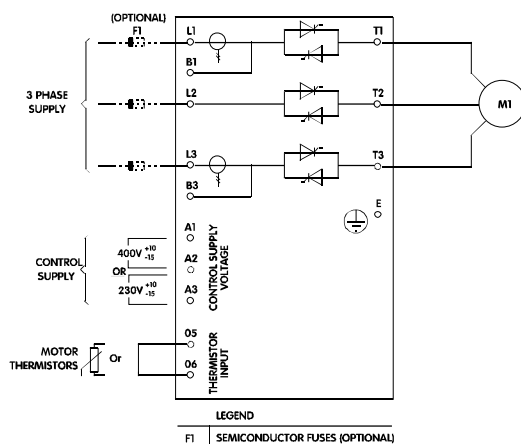 (OPTIONAL)
F1
L1
T1
B1
3 PHASE
SUPPLY
L2
T2
M1
L3
T3
B3
E
A1
400V +10 -15
CONTROL
SUPPLY
OR
A2
230V +10 -15
A3
CONTROL SUPPLY
VOLTAGE
MOTOR
THERMISTORS
Or
05
06
THERMISTOR
INPUT
LEGEND
F1 SEMICONDUCTOR FUSES (OPTIONAL)